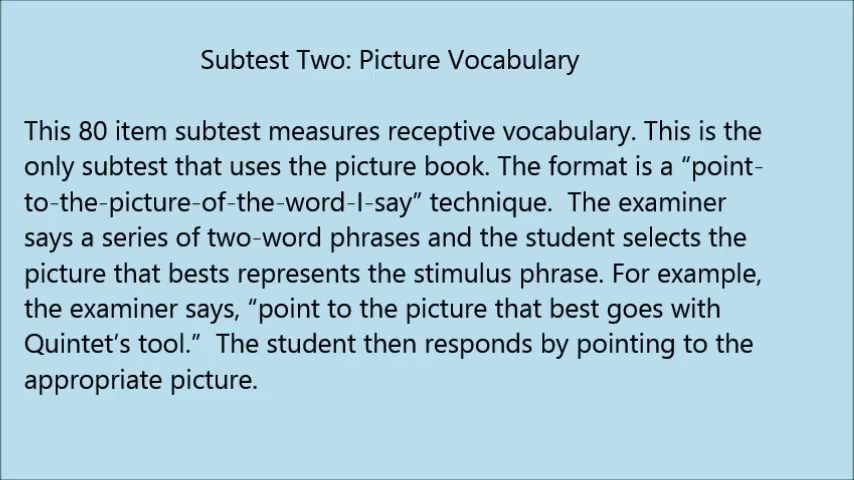 Subtest Two: Picture Vocabulary
This 80 item subtest measures receptive vocabulary. This is the
only subtest that uses the picture book. The format is a “point-
to-the-picture-of-the-word-I-say” technique.  The examiner
says a series of two-word phrases and the student selects the
picture that bests represents the stimulus phrase. For example,
the examiner says, “point to the picture that best goes with
Quintet’s tool.”  The student then responds by pointing to the
appropriate picture.